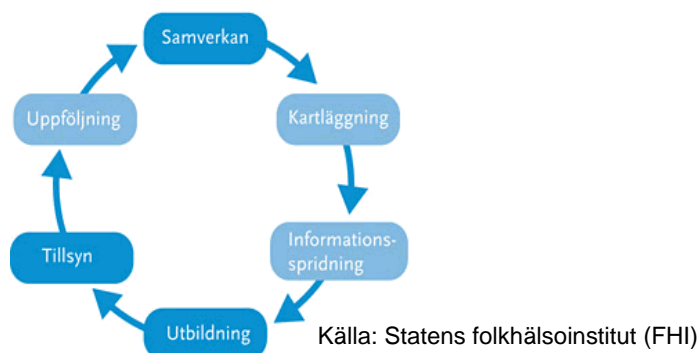 Samverkan
Kartläggning
Informations-
spridning
Utbildning
Tillsyn
Uppföljning
Källa: Statens folkhälsoinstitut (FHI)